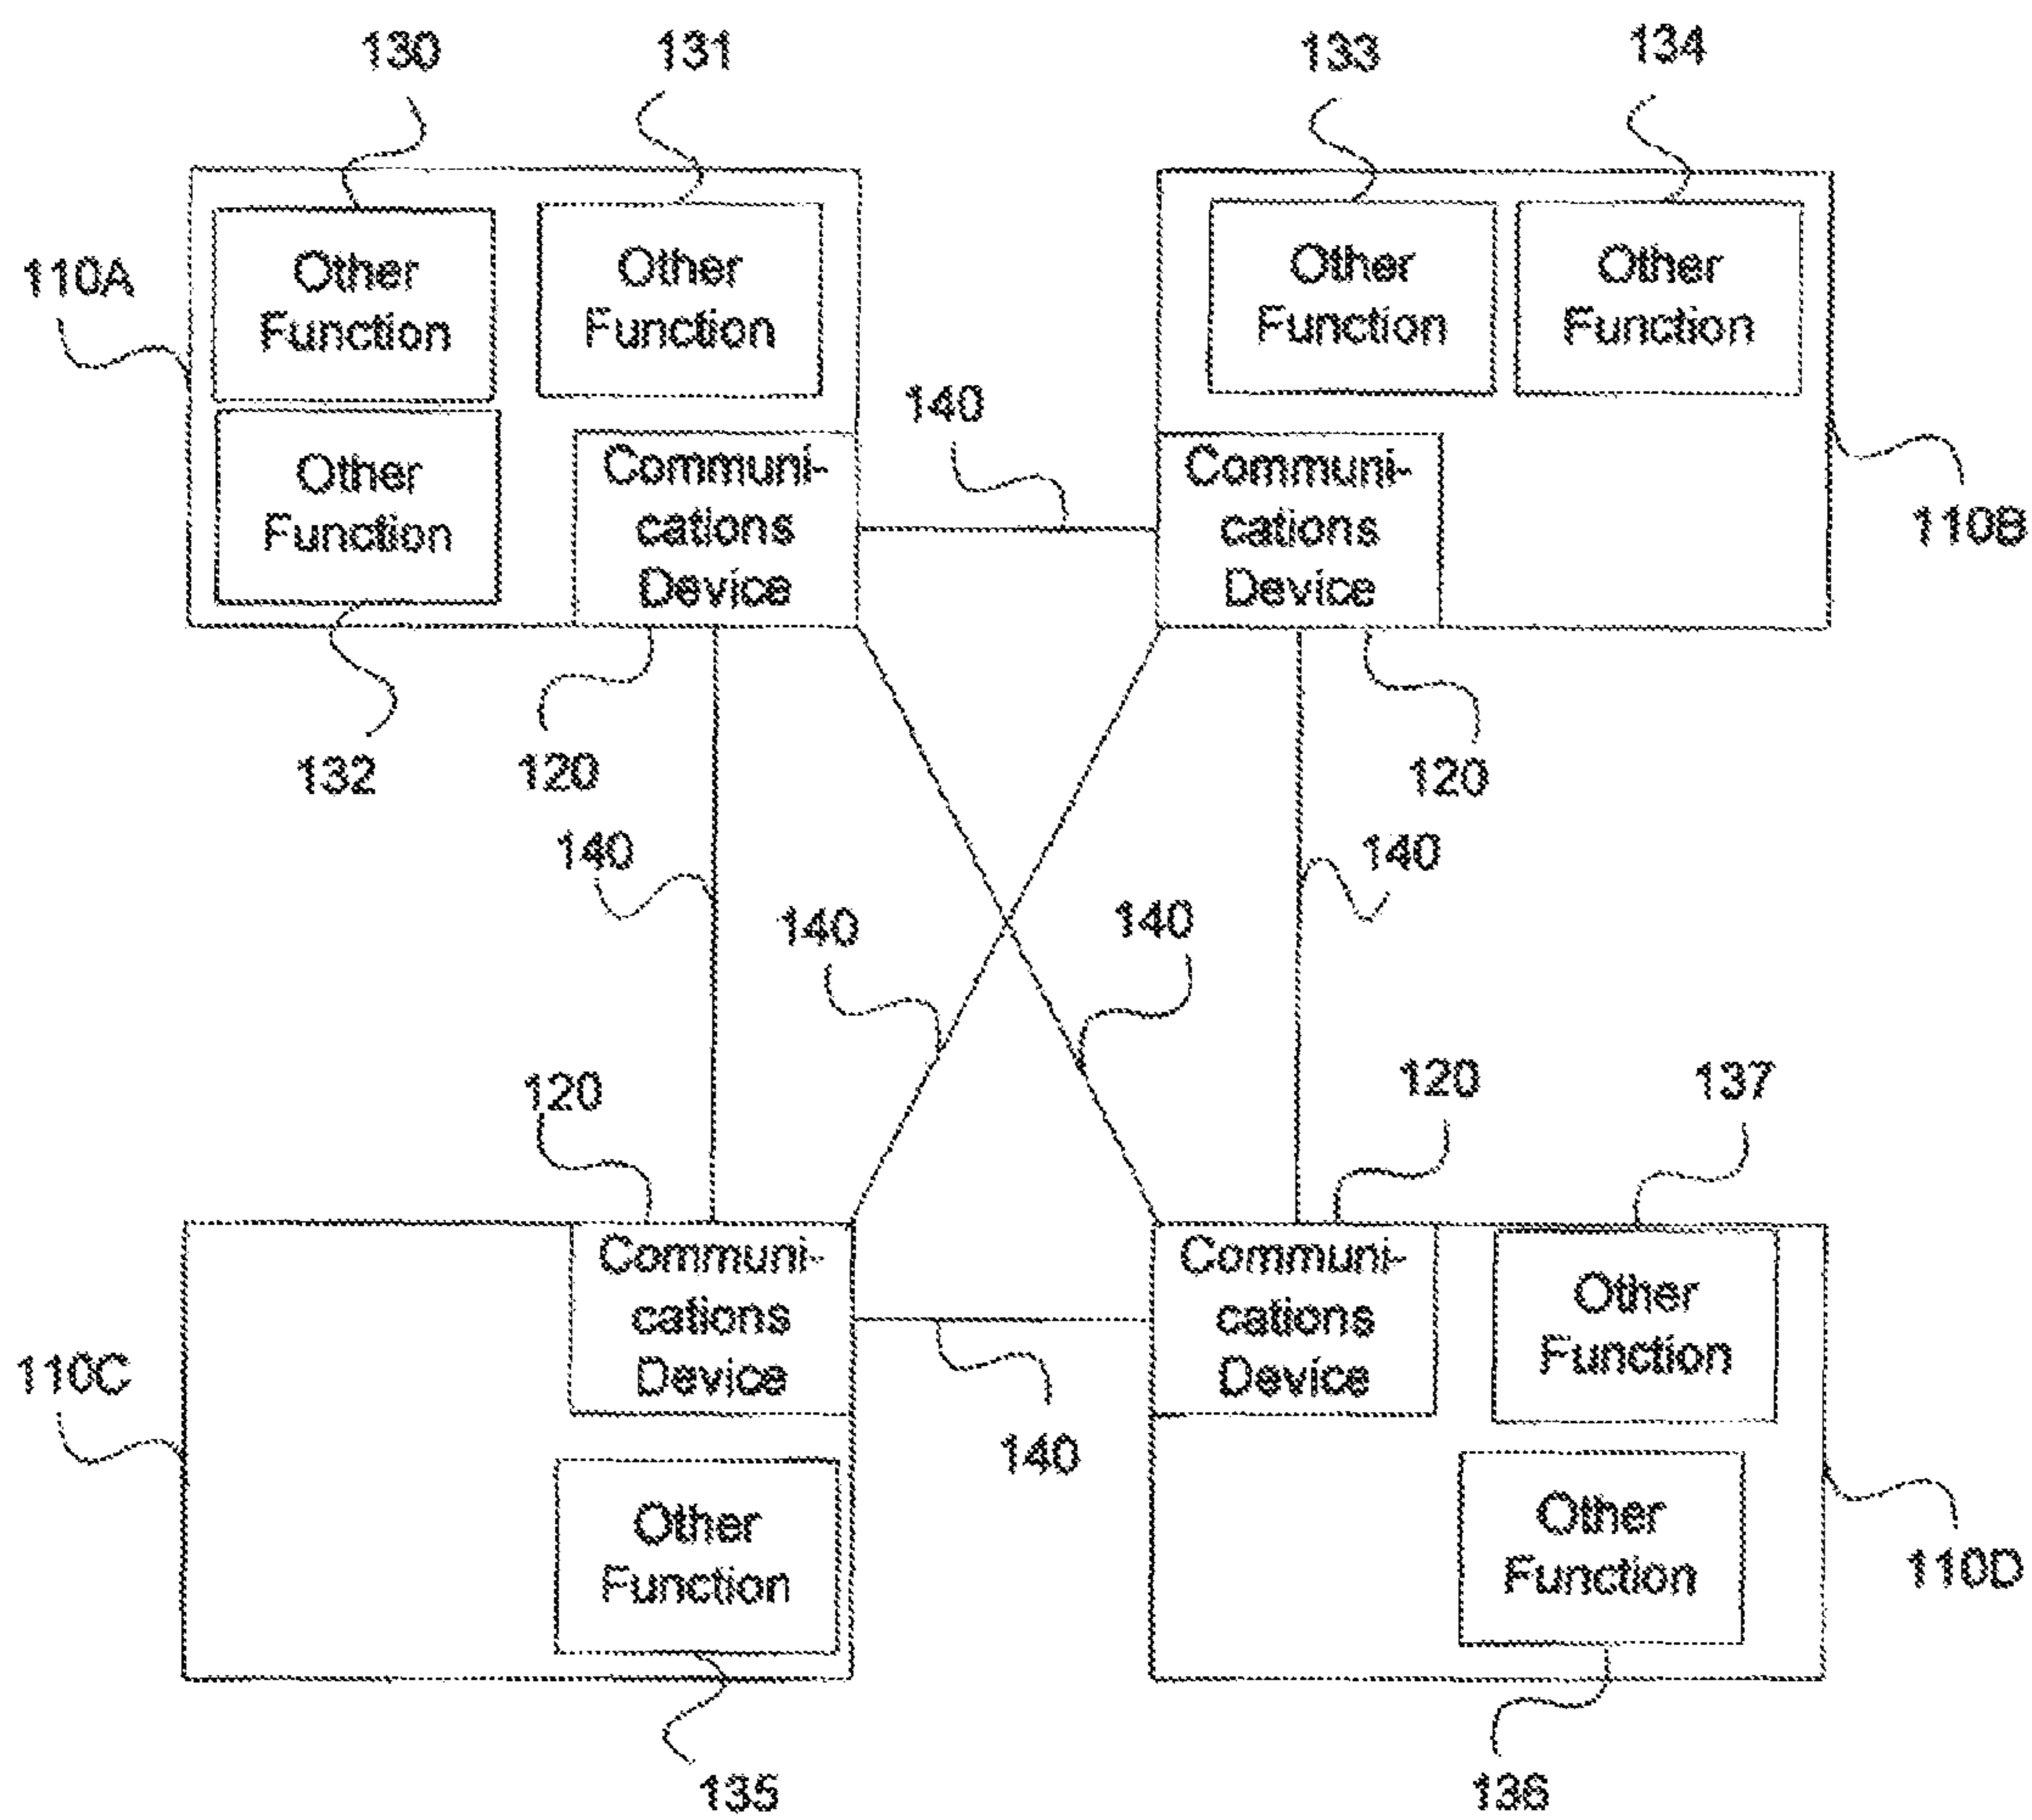 130
131
133
134
110A
Other
Function
Other
Function
Other
Function
Other
Function
140
Other
Function
Communi-
cations
Device
Communi-
cations
Device
110B
132
120
120
140
140
140
140
120
120
137
Communi-
cations
Device
Communi-
cations
Device
Other
Function
110C
140
Other
Function
Other
Function
110D
135
136